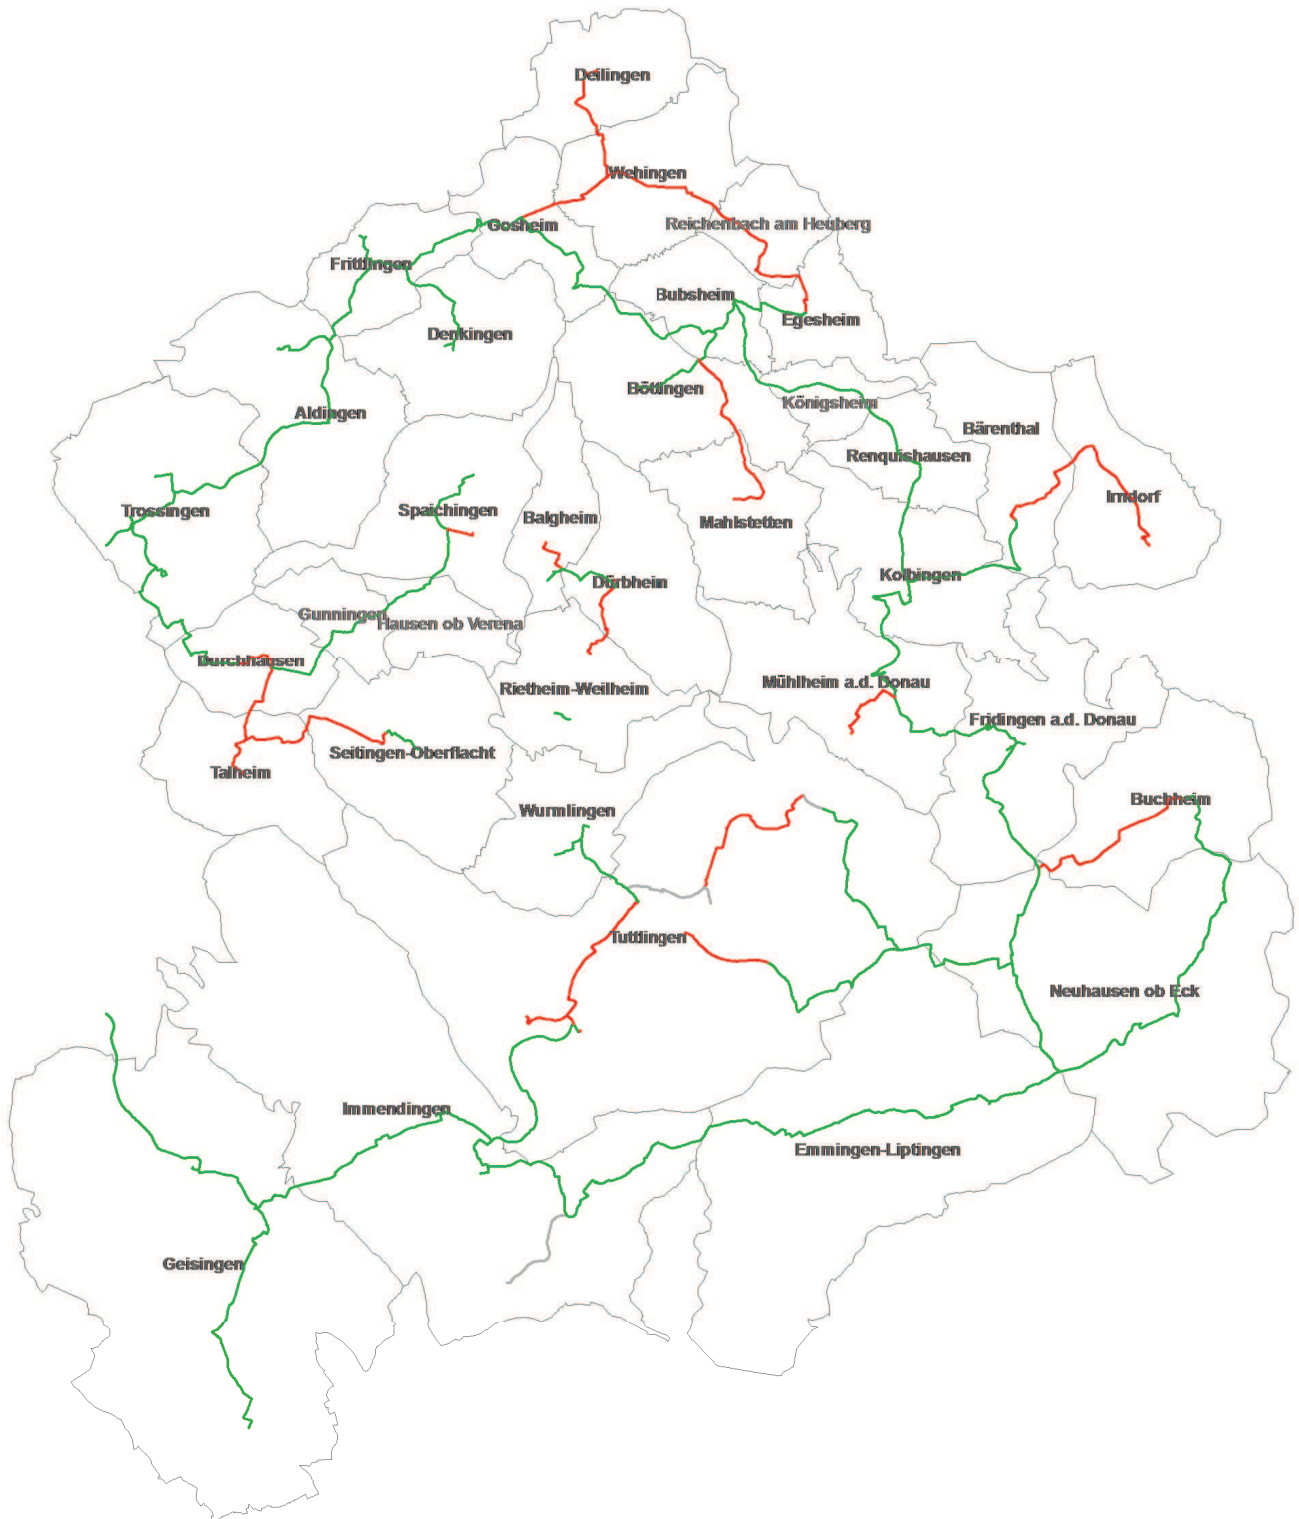 Deilingen
Wehingen
Gosheim
Reichenbach am Heuberg
Frittlingen
Bubsheim
Egesheim
Denkingen
Böttingen
Königsheim
Aldingen
Bärenthal
Renquishausen
Irndorf
Trossingen
Spaichingen
Balgheim
Mahlstetten
Kolbingen
Dürbheim
Gunningen
Hausen ob Verena
Durchhausen
Mühlheim a.d. Donau
Rietheim-Weilheim
Fridingen a.d. Donau
Seitingen-Oberflacht
Talheim
Buchheim
Wurmlingen
Tuttlingen
Neuhausen ob Eck
Immendingen
Emmingen-Liptingen
Geisingen